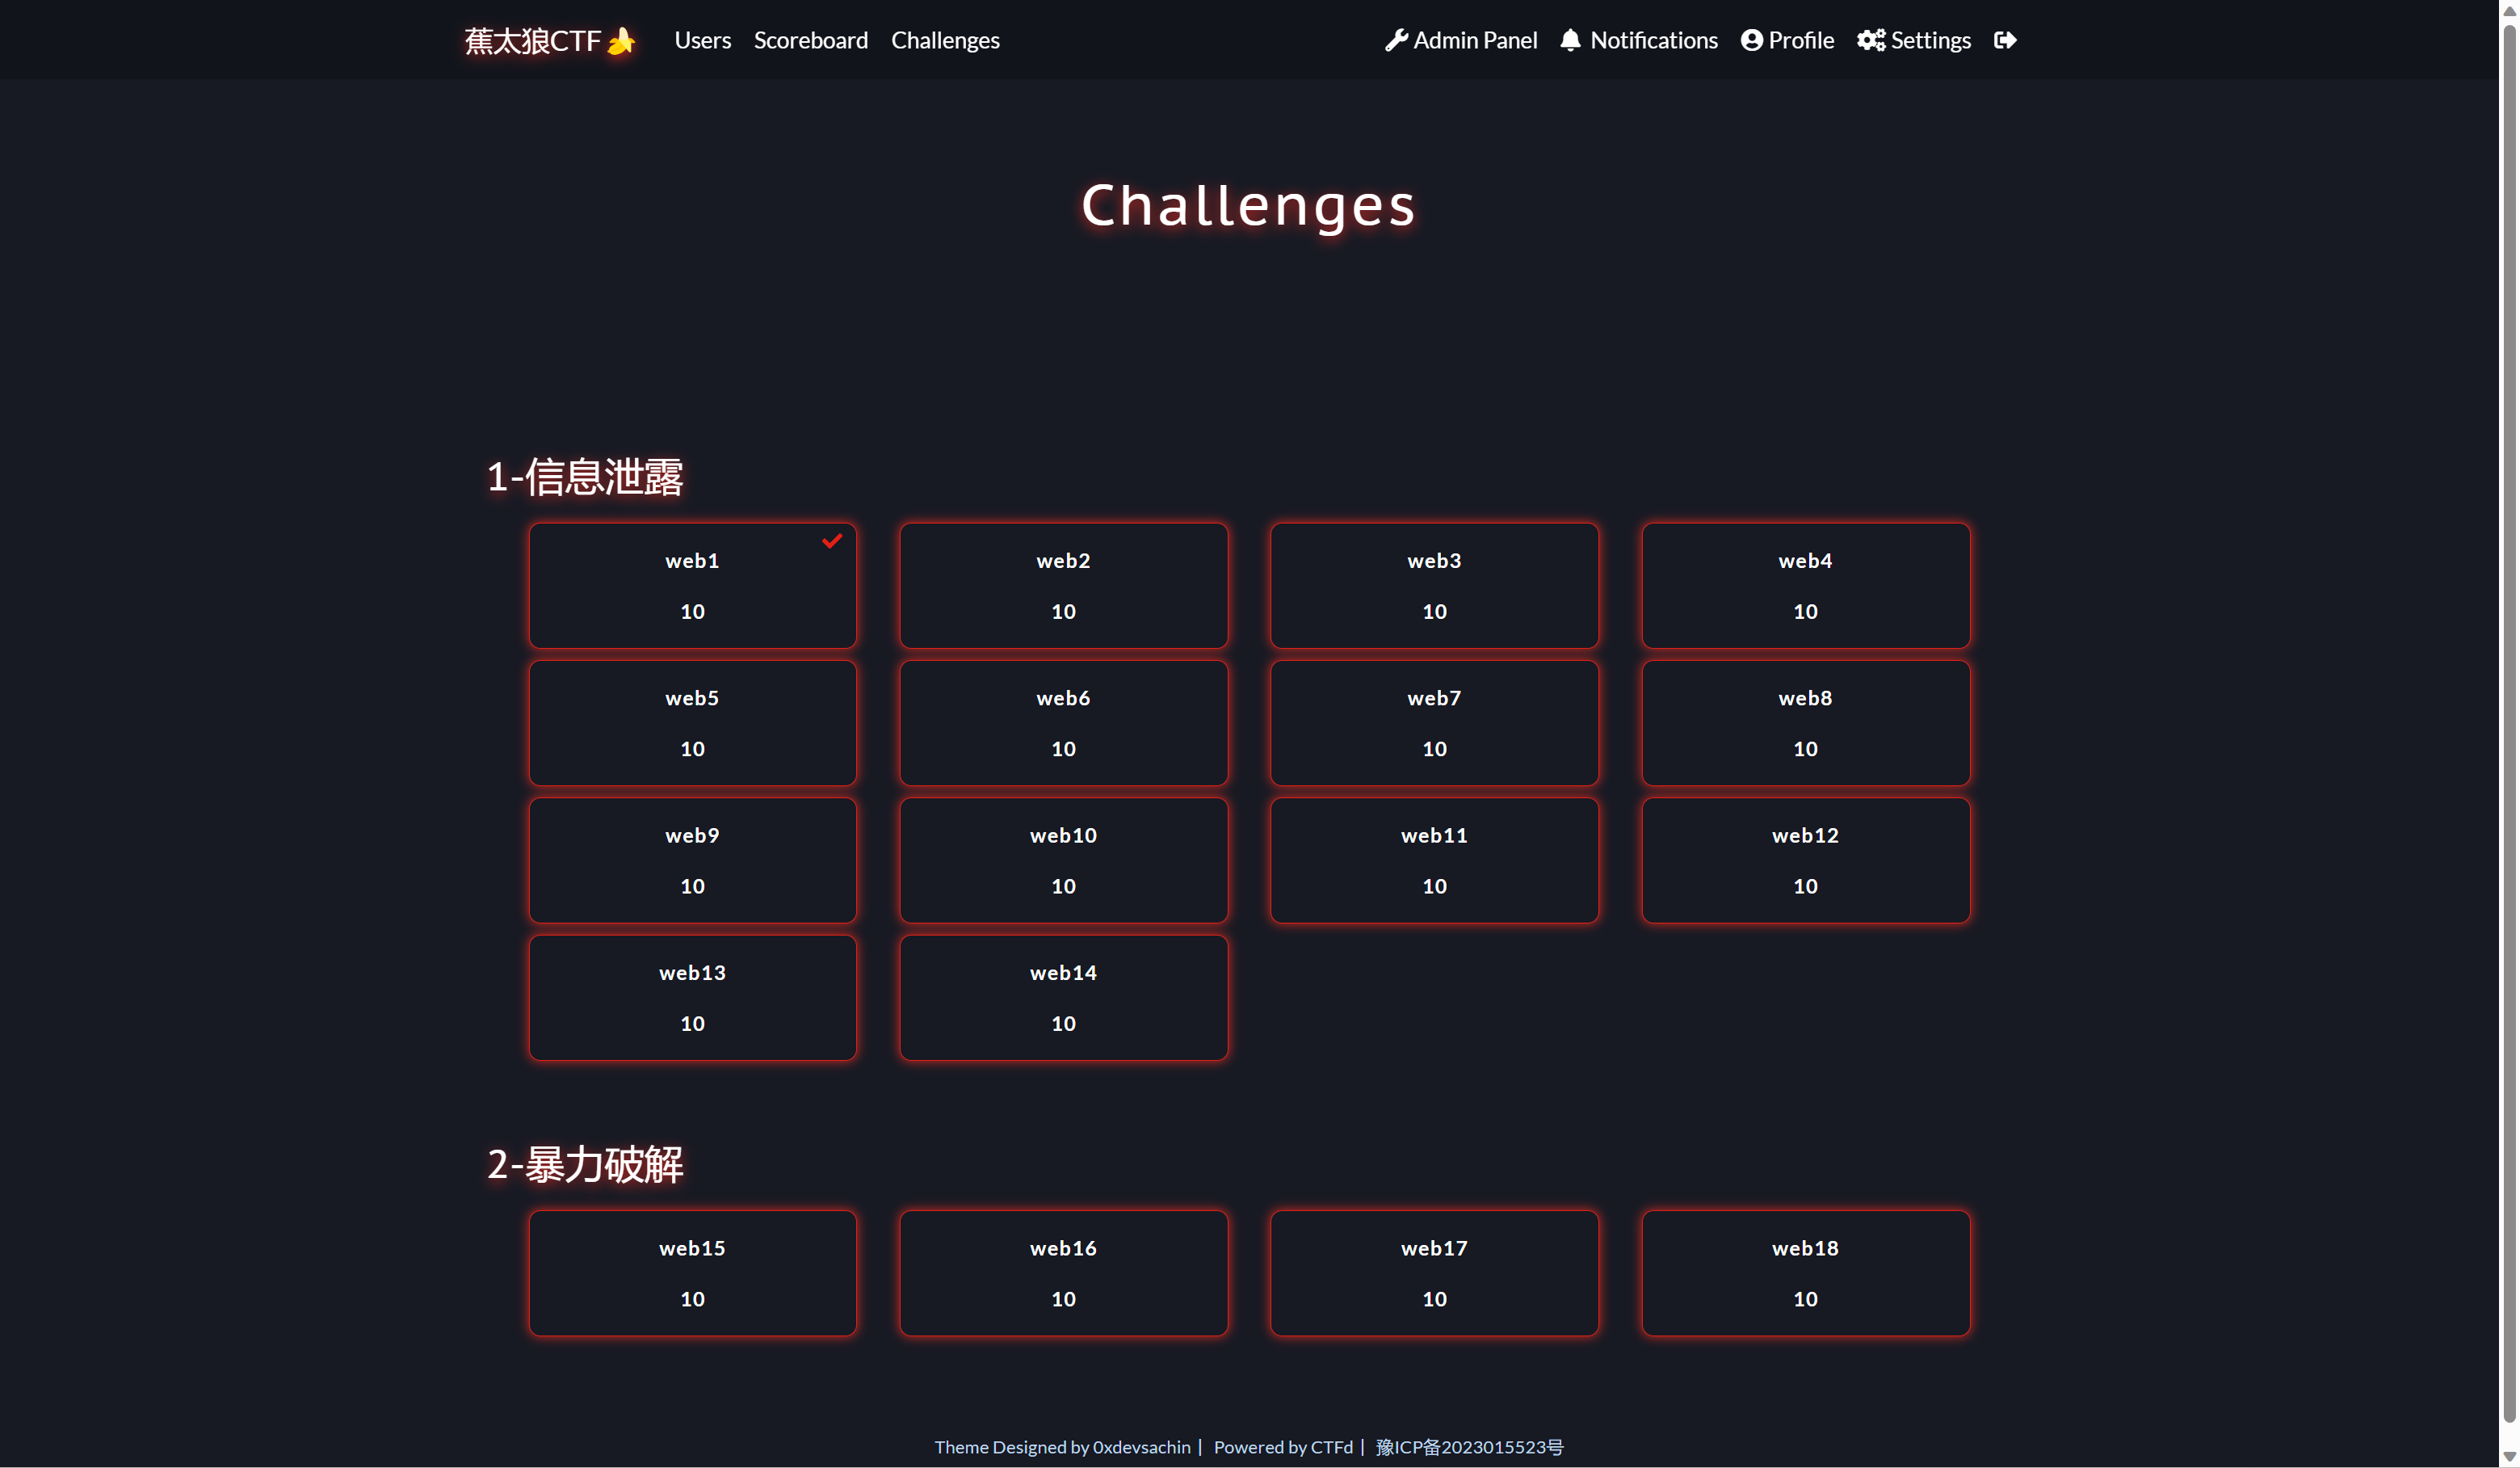 蕉太狼CTF🍌 Users Scoreboard Challenges Admin Panel Notifications Profile Settings
Challenges
1-信息泄露
web1 web2 web3 web4
10 10 10 10
web5 web6 web7 web8
10 10 10 10
web9 web10 web11 web12
10 10 10 10
web13 web14
10 10
2-暴力破解
web15 web16 web17 web18
10 10 10 10
Theme Designed by 0xdevsachin | Powered by CTFd | 豫ICP备2023015523号